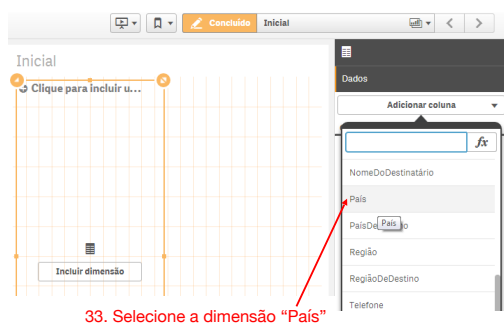 Concluído
Inicial
Inicial
Clique para incluir u...
Dados
Adicionar coluna
fx
NomeDoDestinatário
País
País
Região
RegiãoDeDestino
Telefone
Incluir dimensão
33. Selecione a dimensão “País”